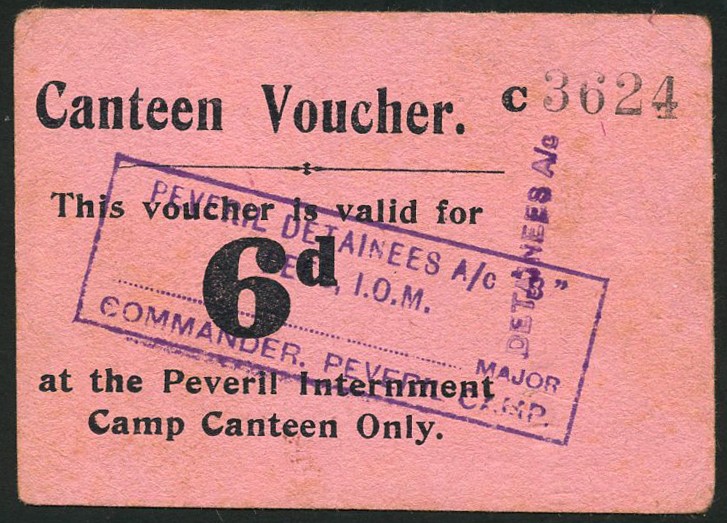 Canteen Voucher. C 3624
This voucher is valid for
6d
at the Peveril Internment
Camp Canteen Only.
PEVERIL DETAINEES A/c
I.O.M.
MAJOR
COMMANDER, PEVERIL CAMP.
DETAINEES A/c